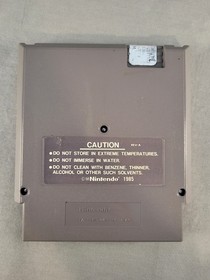 CAUTION
• DO NOT STORE IN EXTREME TEMPERATURES.
• DO NOT IMMERSE IN WATER.
• DO NOT CLEAN WITH BENZENE, THINNER,
ALCOHOL OR OTHER SUCH SOLVENTS.
Nintendo 1985